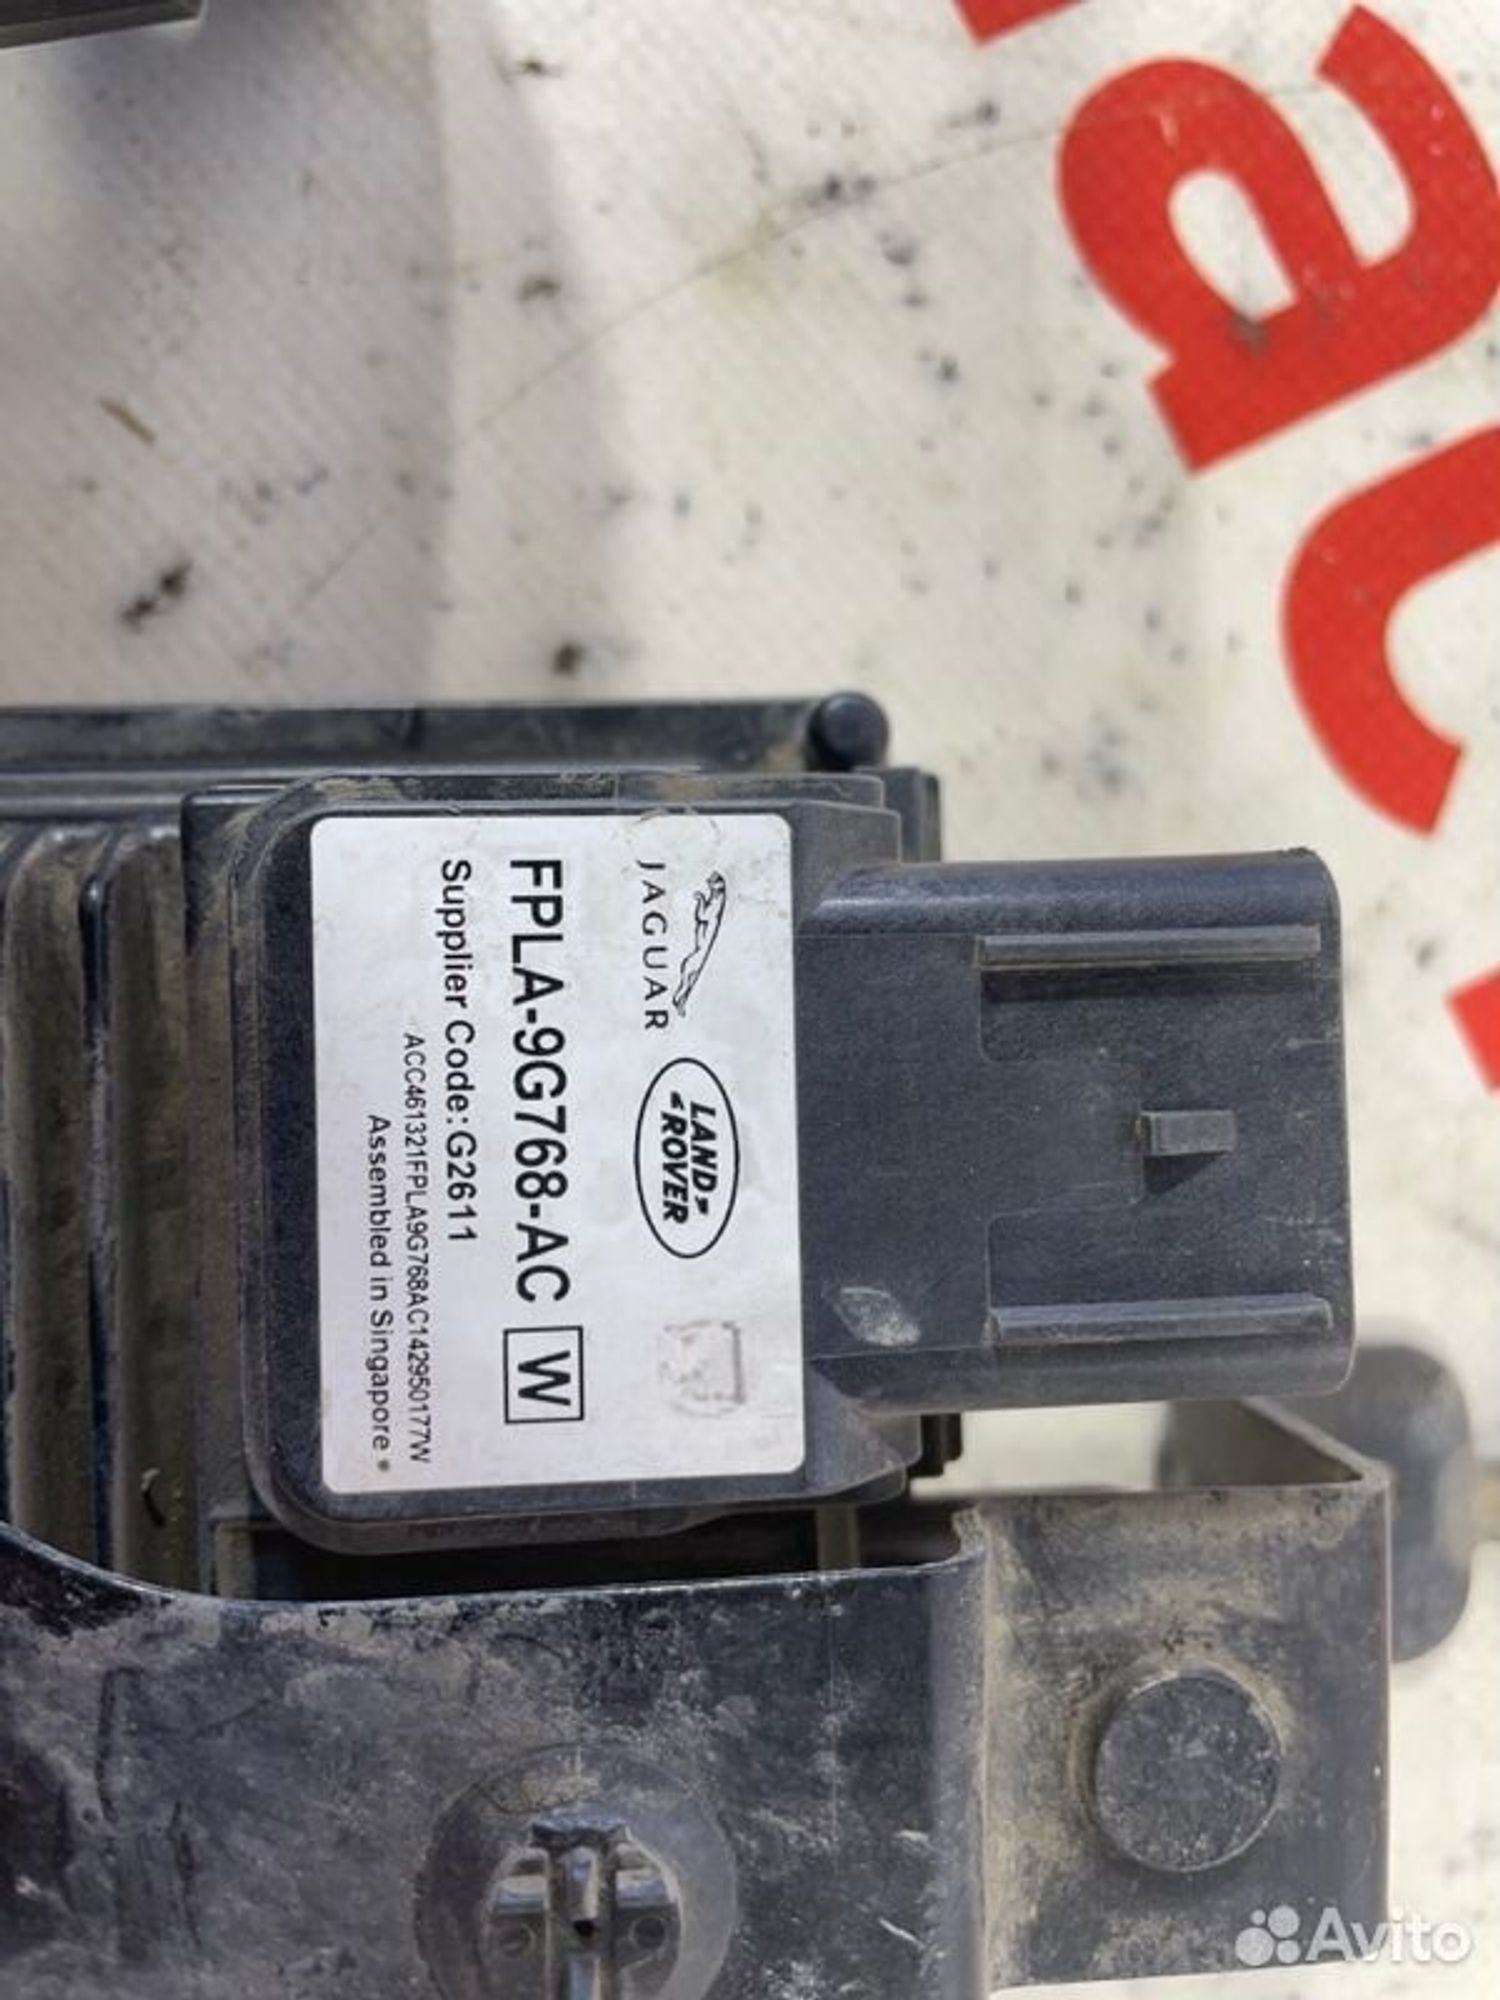 JAGUAR
LAND
ROVER
FPLA-9G768-AC W
Supplier Code:G2611
ACC461321FPLA9G768AC142950177W
Assembled in Singapore
Avito